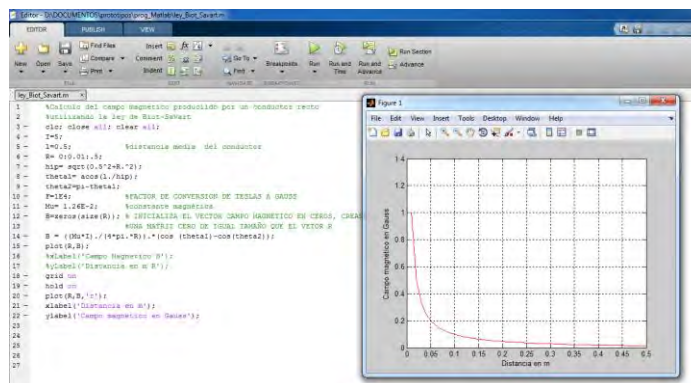 Editor - D:\DOCUMENTOS\prototipos\prog_Matlab\ley_Biot_Savart.m
EDITOR PUBLISH VIEW
New Open Save Find Files Compare Print
Insert Comment Indent
Go To Find
Breakpoints Run Run and Time Run and Advance Run Section Advance
ley_Biot_Savart.m
1 %Calculo del campo magnetico producido por un conductor recto
2 %utilizando la ley de Biot-SaVart
3 clc; close all; clear all;
4 I=5;
5 l=0.5; %distancia media del conductor
6 R= 0:0.01:.5;
7 hip= sqrt(0.5^2+R.^2);
8 theta1= acos(l./hip);
9 theta2=pi-theta1;
10 F=1E4; %FACTOR DE CONVERSION DE TESLAS A GAUSS
11 Mu= 1.26E-2; %constante magnética
12 B=zeros(size(R)); % INICIALIZA EL VECTOR CAMPO MAGNETICO EN CEROS, CREAN
13 %UNA MATRIZ CERO DE IGUAL TAMAÑO QUE EL VETOR R
14 B = ((Mu*I)./(4*pi.*R)).*(cos (theta1)-cos(theta2));
15 plot(R,B);
16 %xLabel('Campo Magnetico B');
17 %yLabel('Distancia en m R')/
18 grid on
19 hold on
20 plot(R,B,'r');
21 xlabel('Distancia en m');
22 ylabel('Campo magnético en Gauss');
23
24
25
26
27
Figure 1
File Edit View Insert Tools Desktop Window Help
1.4
1.2
1
0.8
0.6
0.4
0.2
0
Campo magnético en Gauss
0 0.05 0.1 0.15 0.2 0.25 0.3 0.35 0.4 0.45 0.5
Distancia en m